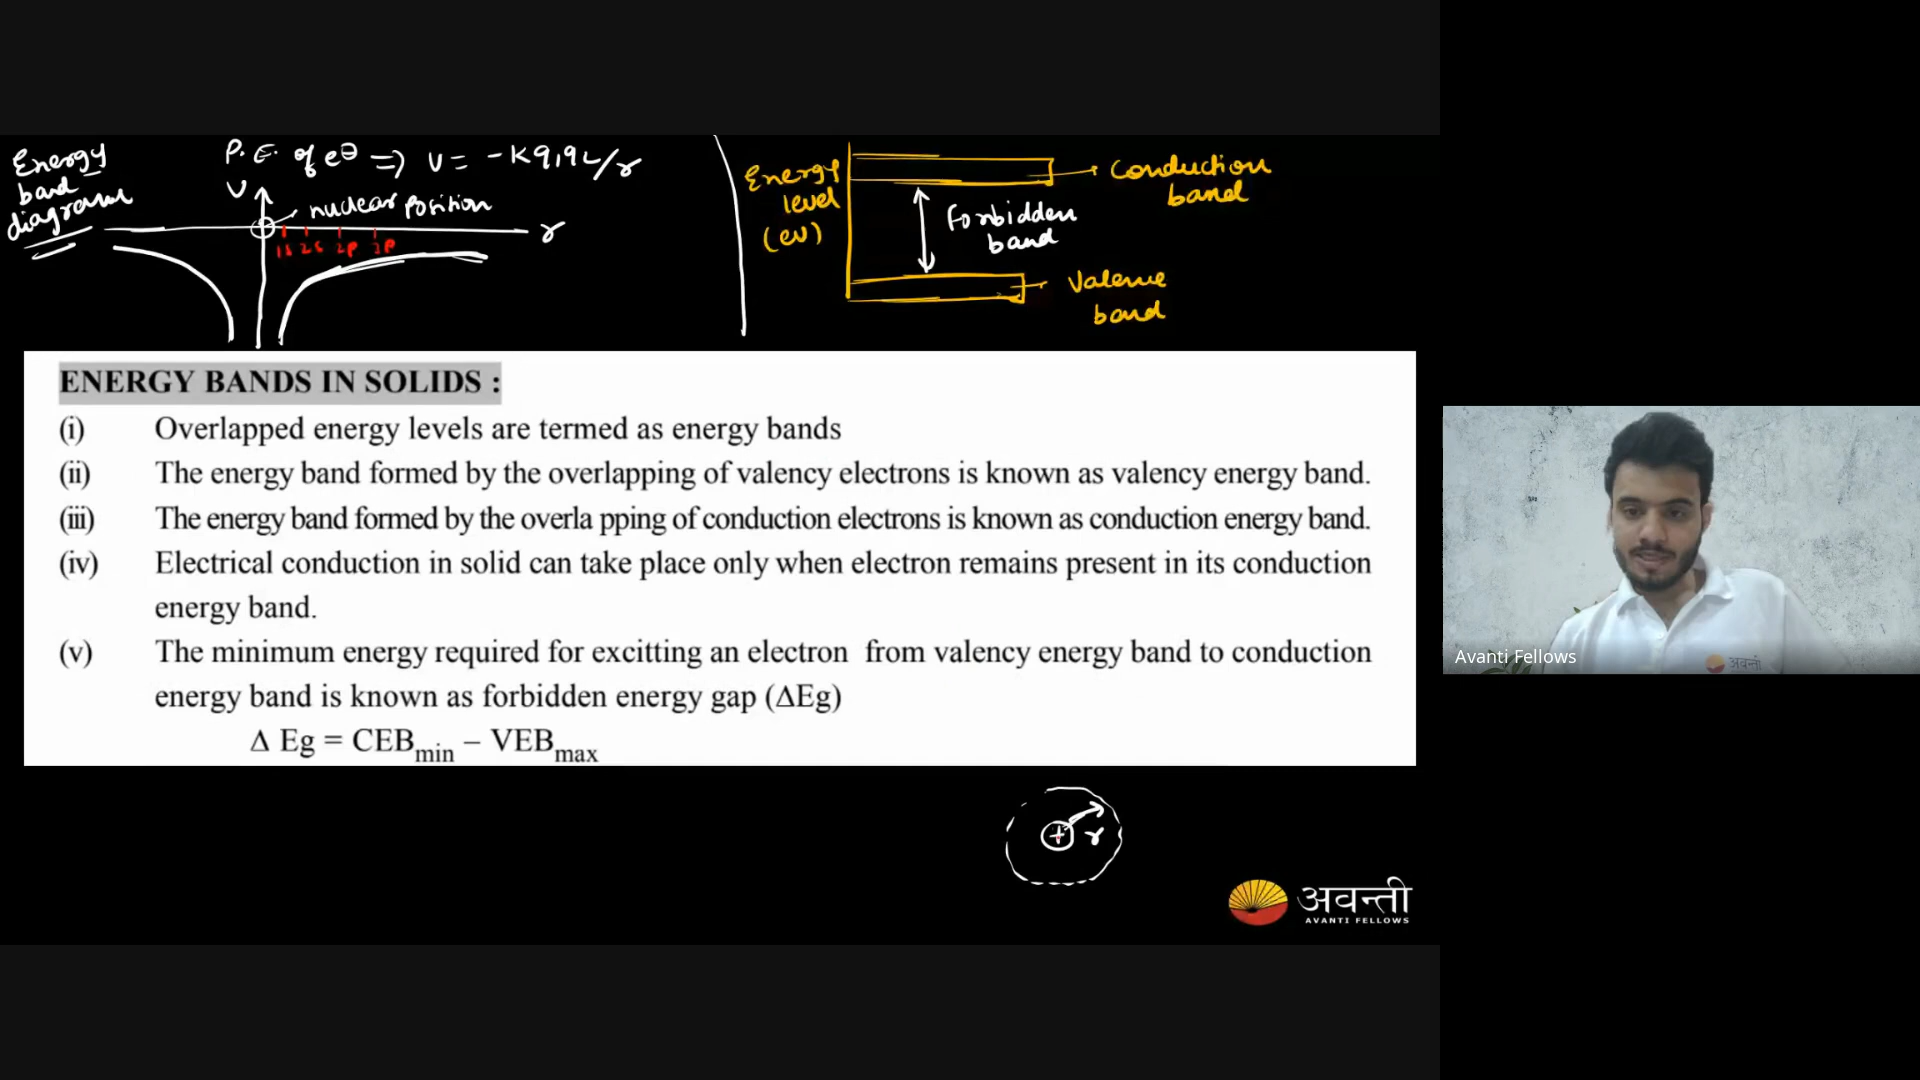 Energy
band
diagram
P.E. of e⊖ => U = -Kq1q2/r
U
nuclear position
r
1s 2s 2p 3p
Energy
level
(eV)
Conduction
band
Forbidden
band
Valence
band
ENERGY BANDS IN SOLIDS :
(i) Overlapped energy levels are termed as energy bands
(ii) The energy band formed by the overlapping of valency electrons is known as valency energy band.
(iii) The energy band formed by the overla pping of conduction electrons is known as conduction energy band.
(iv) Electrical conduction in solid can take place only when electron remains present in its conduction
energy band.
(v) The minimum energy required for excitting an electron from valency energy band to conduction
energy band is known as forbidden energy gap (ΔEg)
Δ Eg = CEBmin – VEBmax
+ r
अवन्ती
AVANTI FELLOWS
Avanti Fellows
अवन्ती